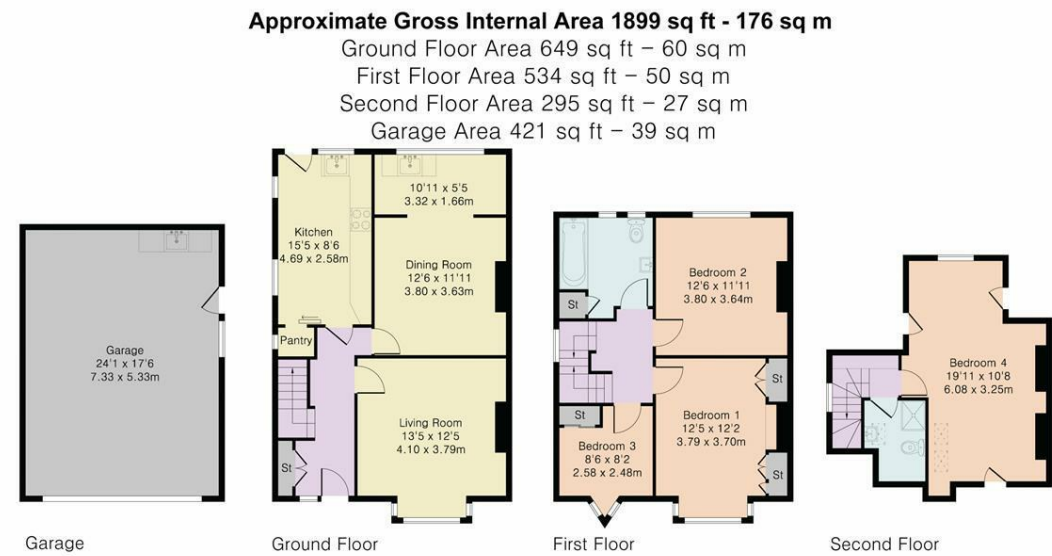 Approximate Gross Internal Area 1899 sq ft - 176 sq m
Ground Floor Area 649 sq ft – 60 sq m
First Floor Area 534 sq ft – 50 sq m
Second Floor Area 295 sq ft – 27 sq m
Garage Area 421 sq ft – 39 sq m
Garage
24'1 x 17'6
7.33 x 5.33m
Garage
10'11 x 5'5
3.32 x 1.66m
Kitchen
15'5 x 8'6
4.69 x 2.58m
Dining Room
12'6 x 11'11
3.80 x 3.63m
Pantry
Living Room
13'5 x 12'5
4.10 x 3.79m
St
Ground Floor
Bedroom 2
12'6 x 11'11
3.80 x 3.64m
St
St
Bedroom 1
12'5 x 12'2
3.79 x 3.70m
St
Bedroom 3
8'6 x 8'2
2.58 x 2.48m
St
First Floor
Bedroom 4
19'11 x 10'8
6.08 x 3.25m
Second Floor